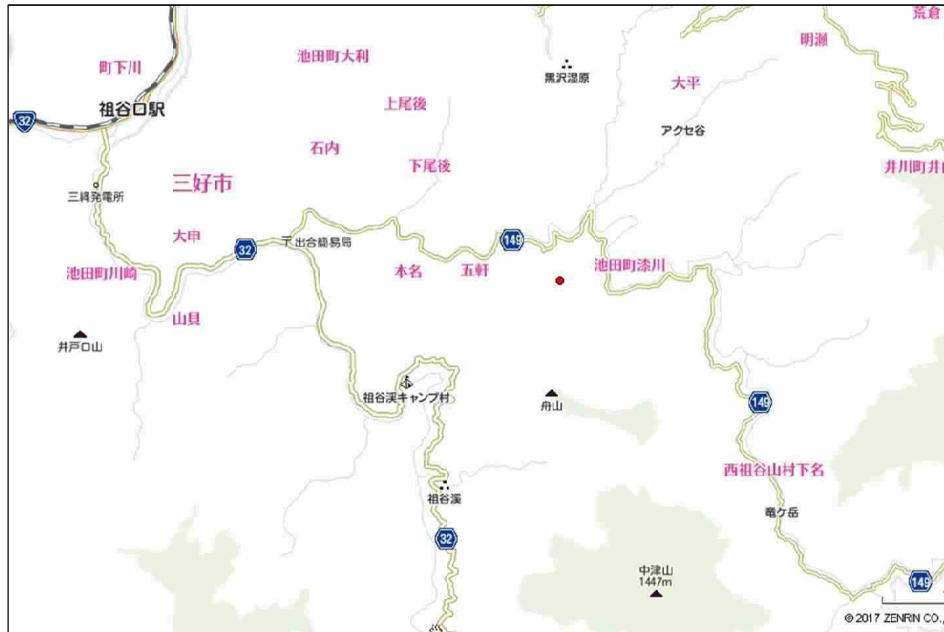 荒倉
明瀬
池田町大利
町下川
黒沢湿原
大平
上尾後
祖谷口駅
32
アクセ谷
石内
下尾後
井川町井
三縄発電所
三好市
大申
32
出合簡易局
149
池田町川崎
本名
五軒
池田町漆川
山貝
井戸口山
祖谷渓キャンプ村
舟山
149
西祖谷山村下名
祖谷渓
竜ケ岳
32
中津山
1447m
149
© 2017 ZENRIN CO.,